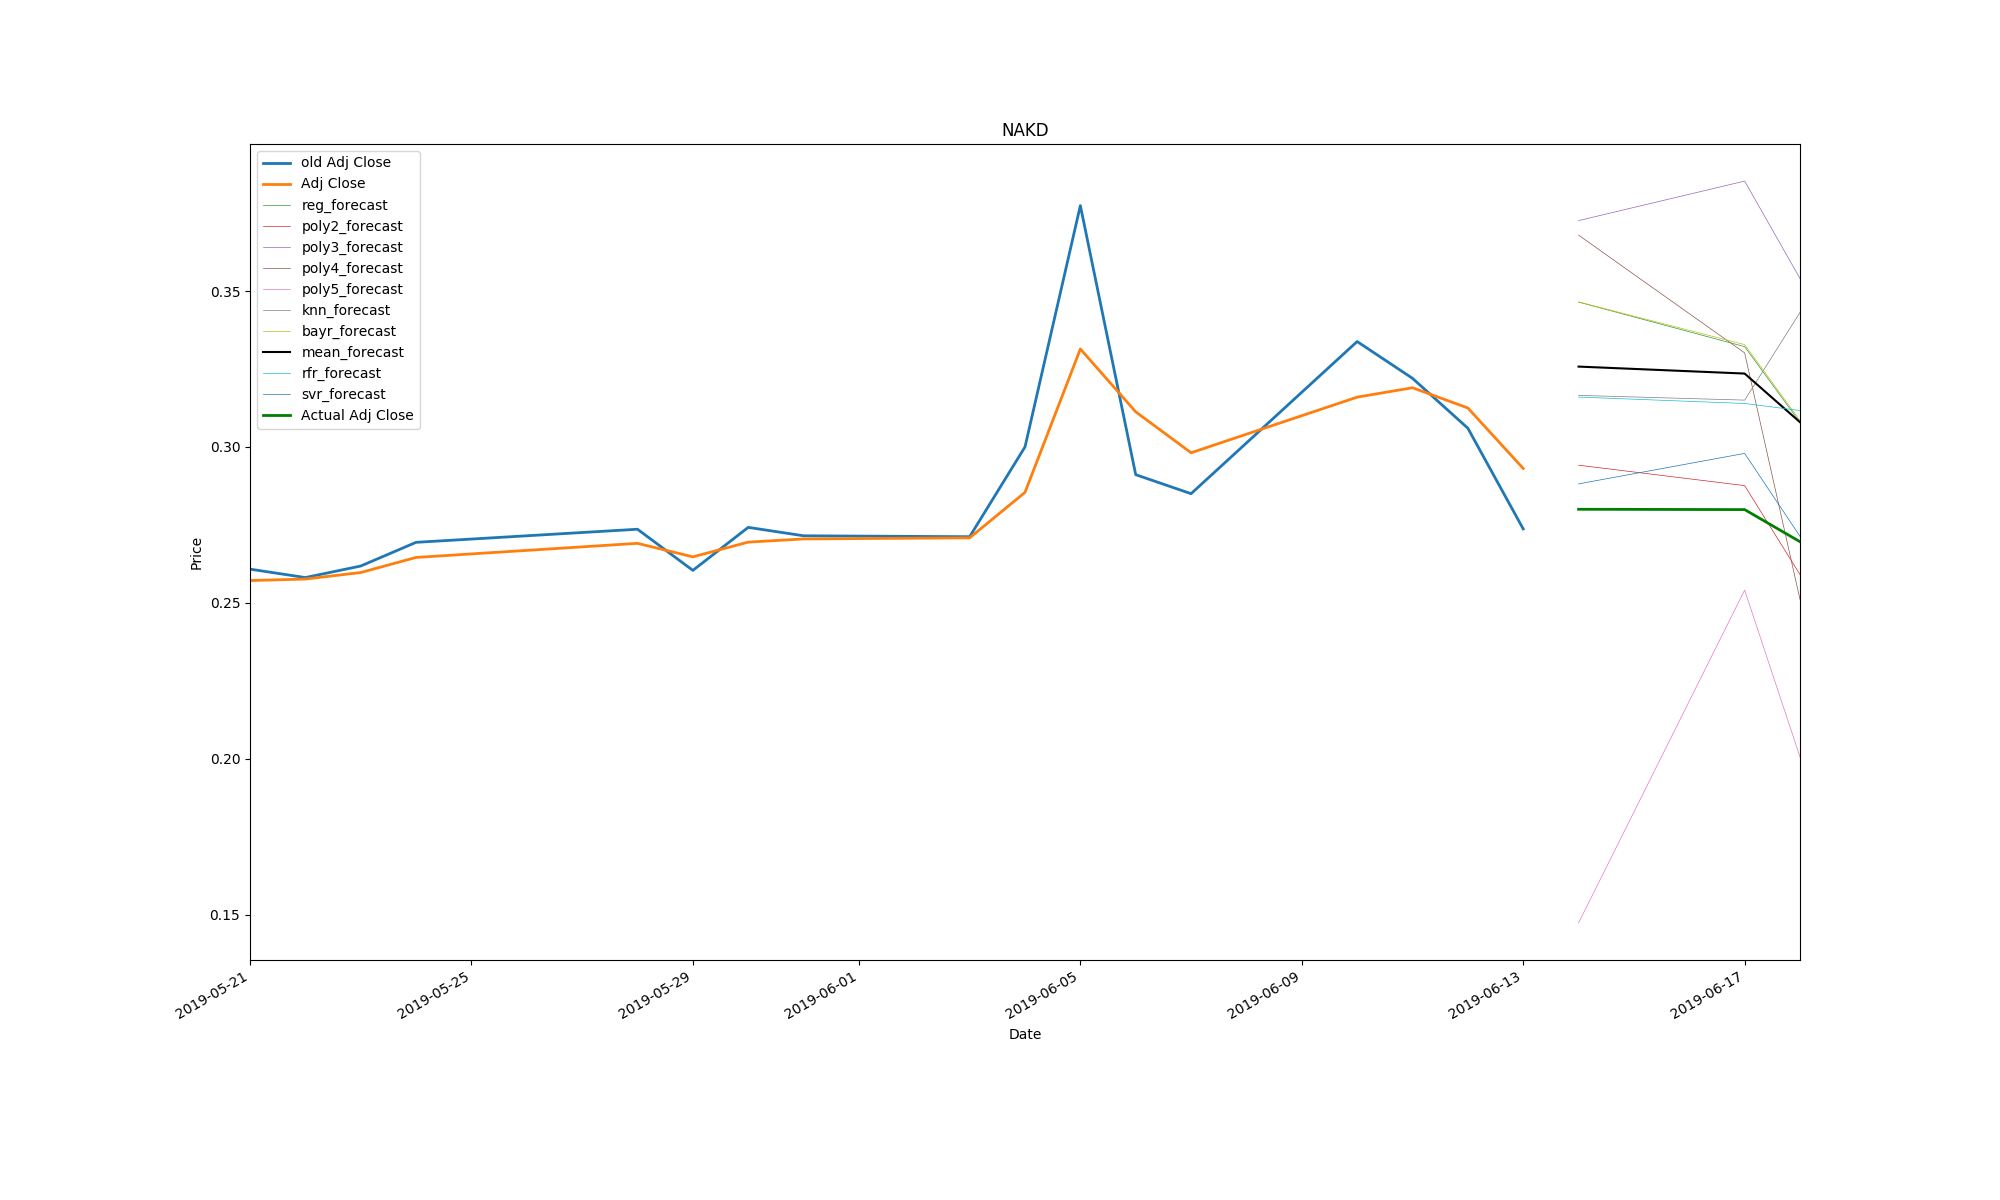 NAKD
old Adj Close
Adj Close
reg_forecast
poly2_forecast
poly3_forecast
poly4_forecast
poly5_forecast
knn_forecast
bayr_forecast
mean_forecast
rfr_forecast
svr_forecast
Actual Adj Close
Price
0.35
0.30
0.25
0.20
0.15
2019-05-21
2019-05-25
2019-05-29
2019-06-01
2019-06-05
2019-06-09
2019-06-13
2019-06-17
Date